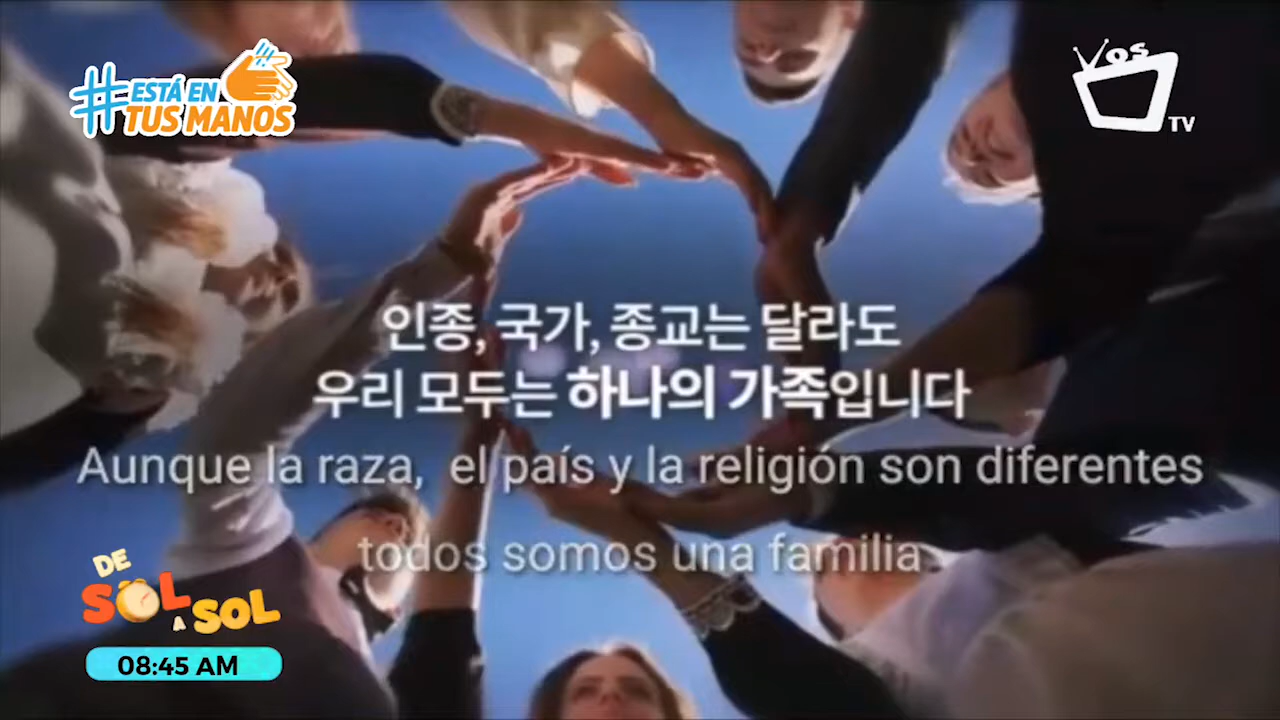 #ESTÁ EN
TUS MANOS
VOS
TV
인종, 국가, 종교는 달라도
우리 모두는 하나의 가족입니다
Aunque la raza, el país y la religión son diferentes
todos somos una familia
DE
SOL
A SOL
08:45 AM